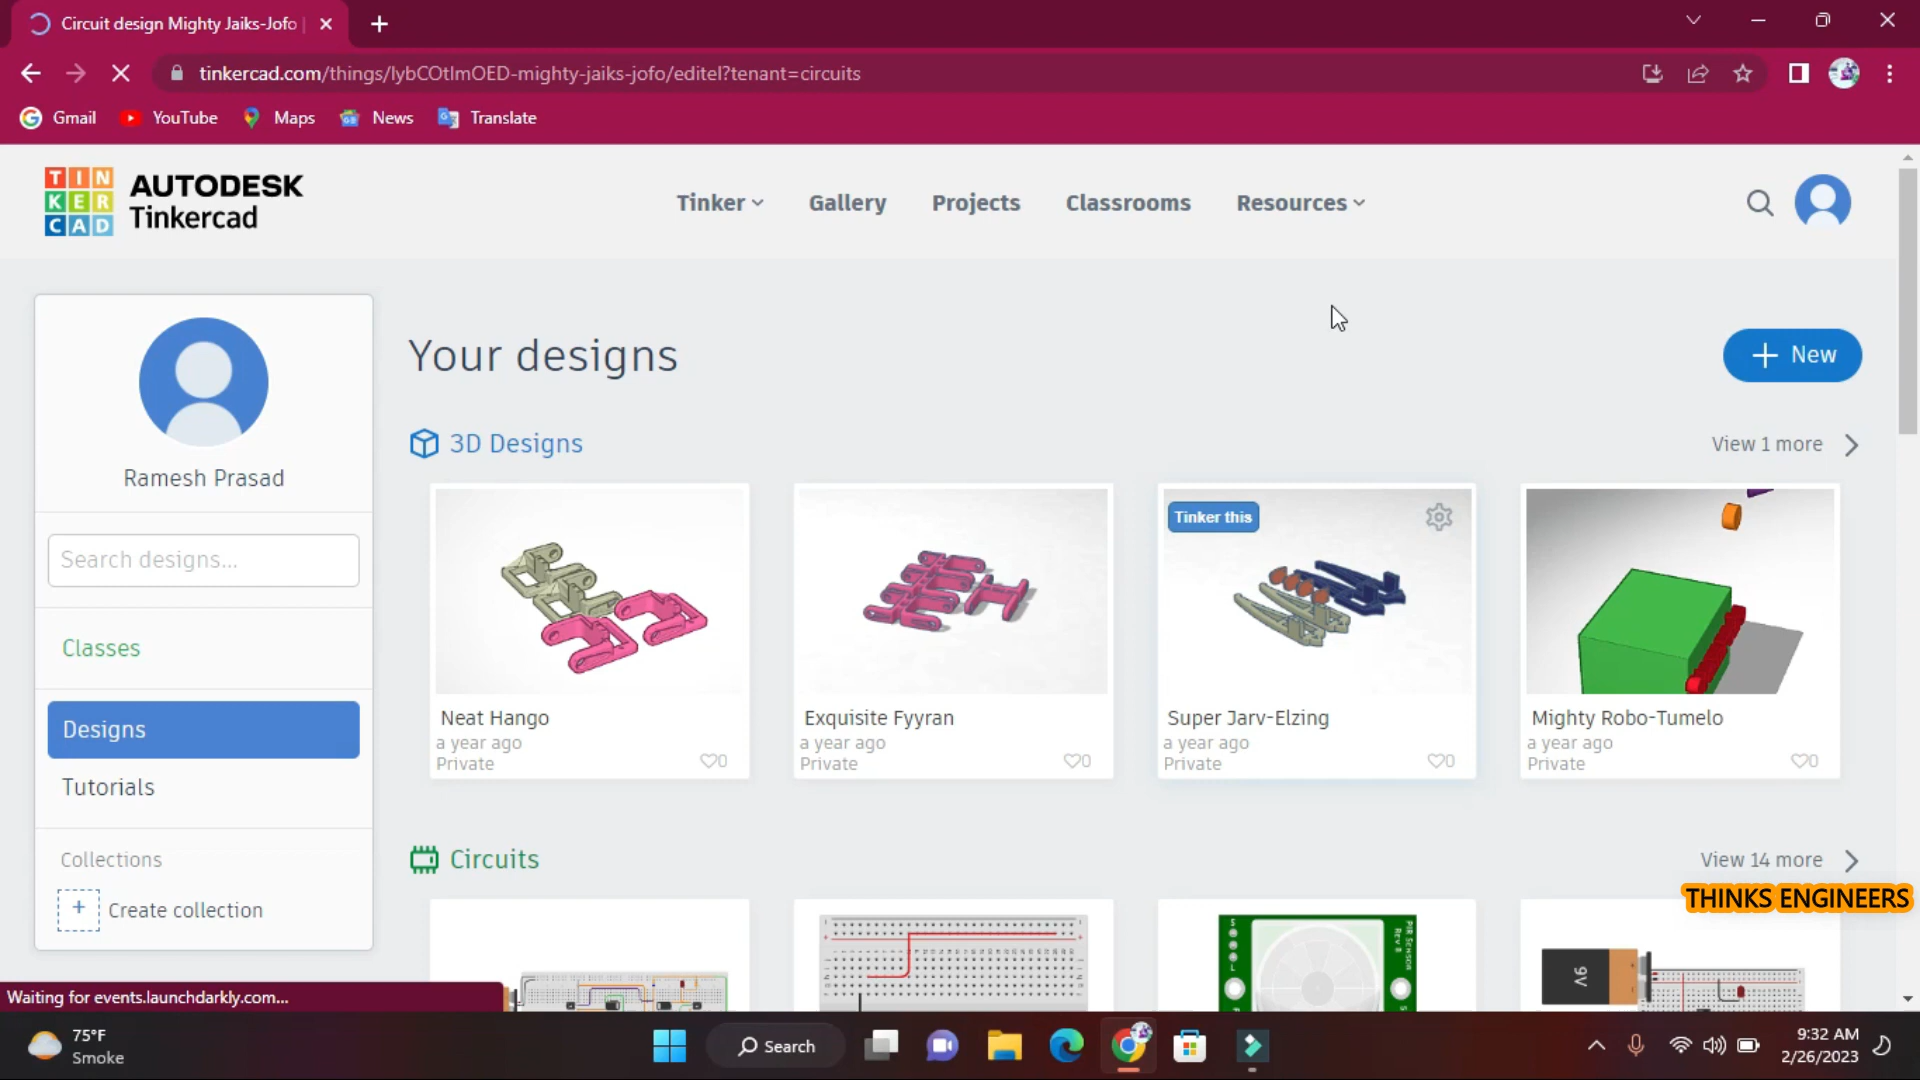 Circuit design Mighty Jaiks-Jofo
tinkercad.com/things/lybCOtlmOED-mighty-jaiks-jofo/editel?tenant=circuits
Gmail YouTube Maps News Translate
TIN
KER
CAD
AUTODESK
Tinkercad
Tinker Gallery Projects Classrooms Resources
Ramesh Prasad
Search designs...
Classes
Designs
Tutorials
Collections
+ Create collection
Your designs
+ New
3D Designs
View 1 more
Tinker this
Neat Hango
a year ago
Private
0
Exquisite Fyyran
a year ago
Private
0
Super Jarv-Elzing
a year ago
Private
0
Mighty Robo-Tumelo
a year ago
Private
0
Circuits
View 14 more
THINKS ENGINEERS
PIR SENSOR
REV B
9V
Waiting for events.launchdarkly.com...
75°F
Smoke
Search
9:32 AM
2/26/2023